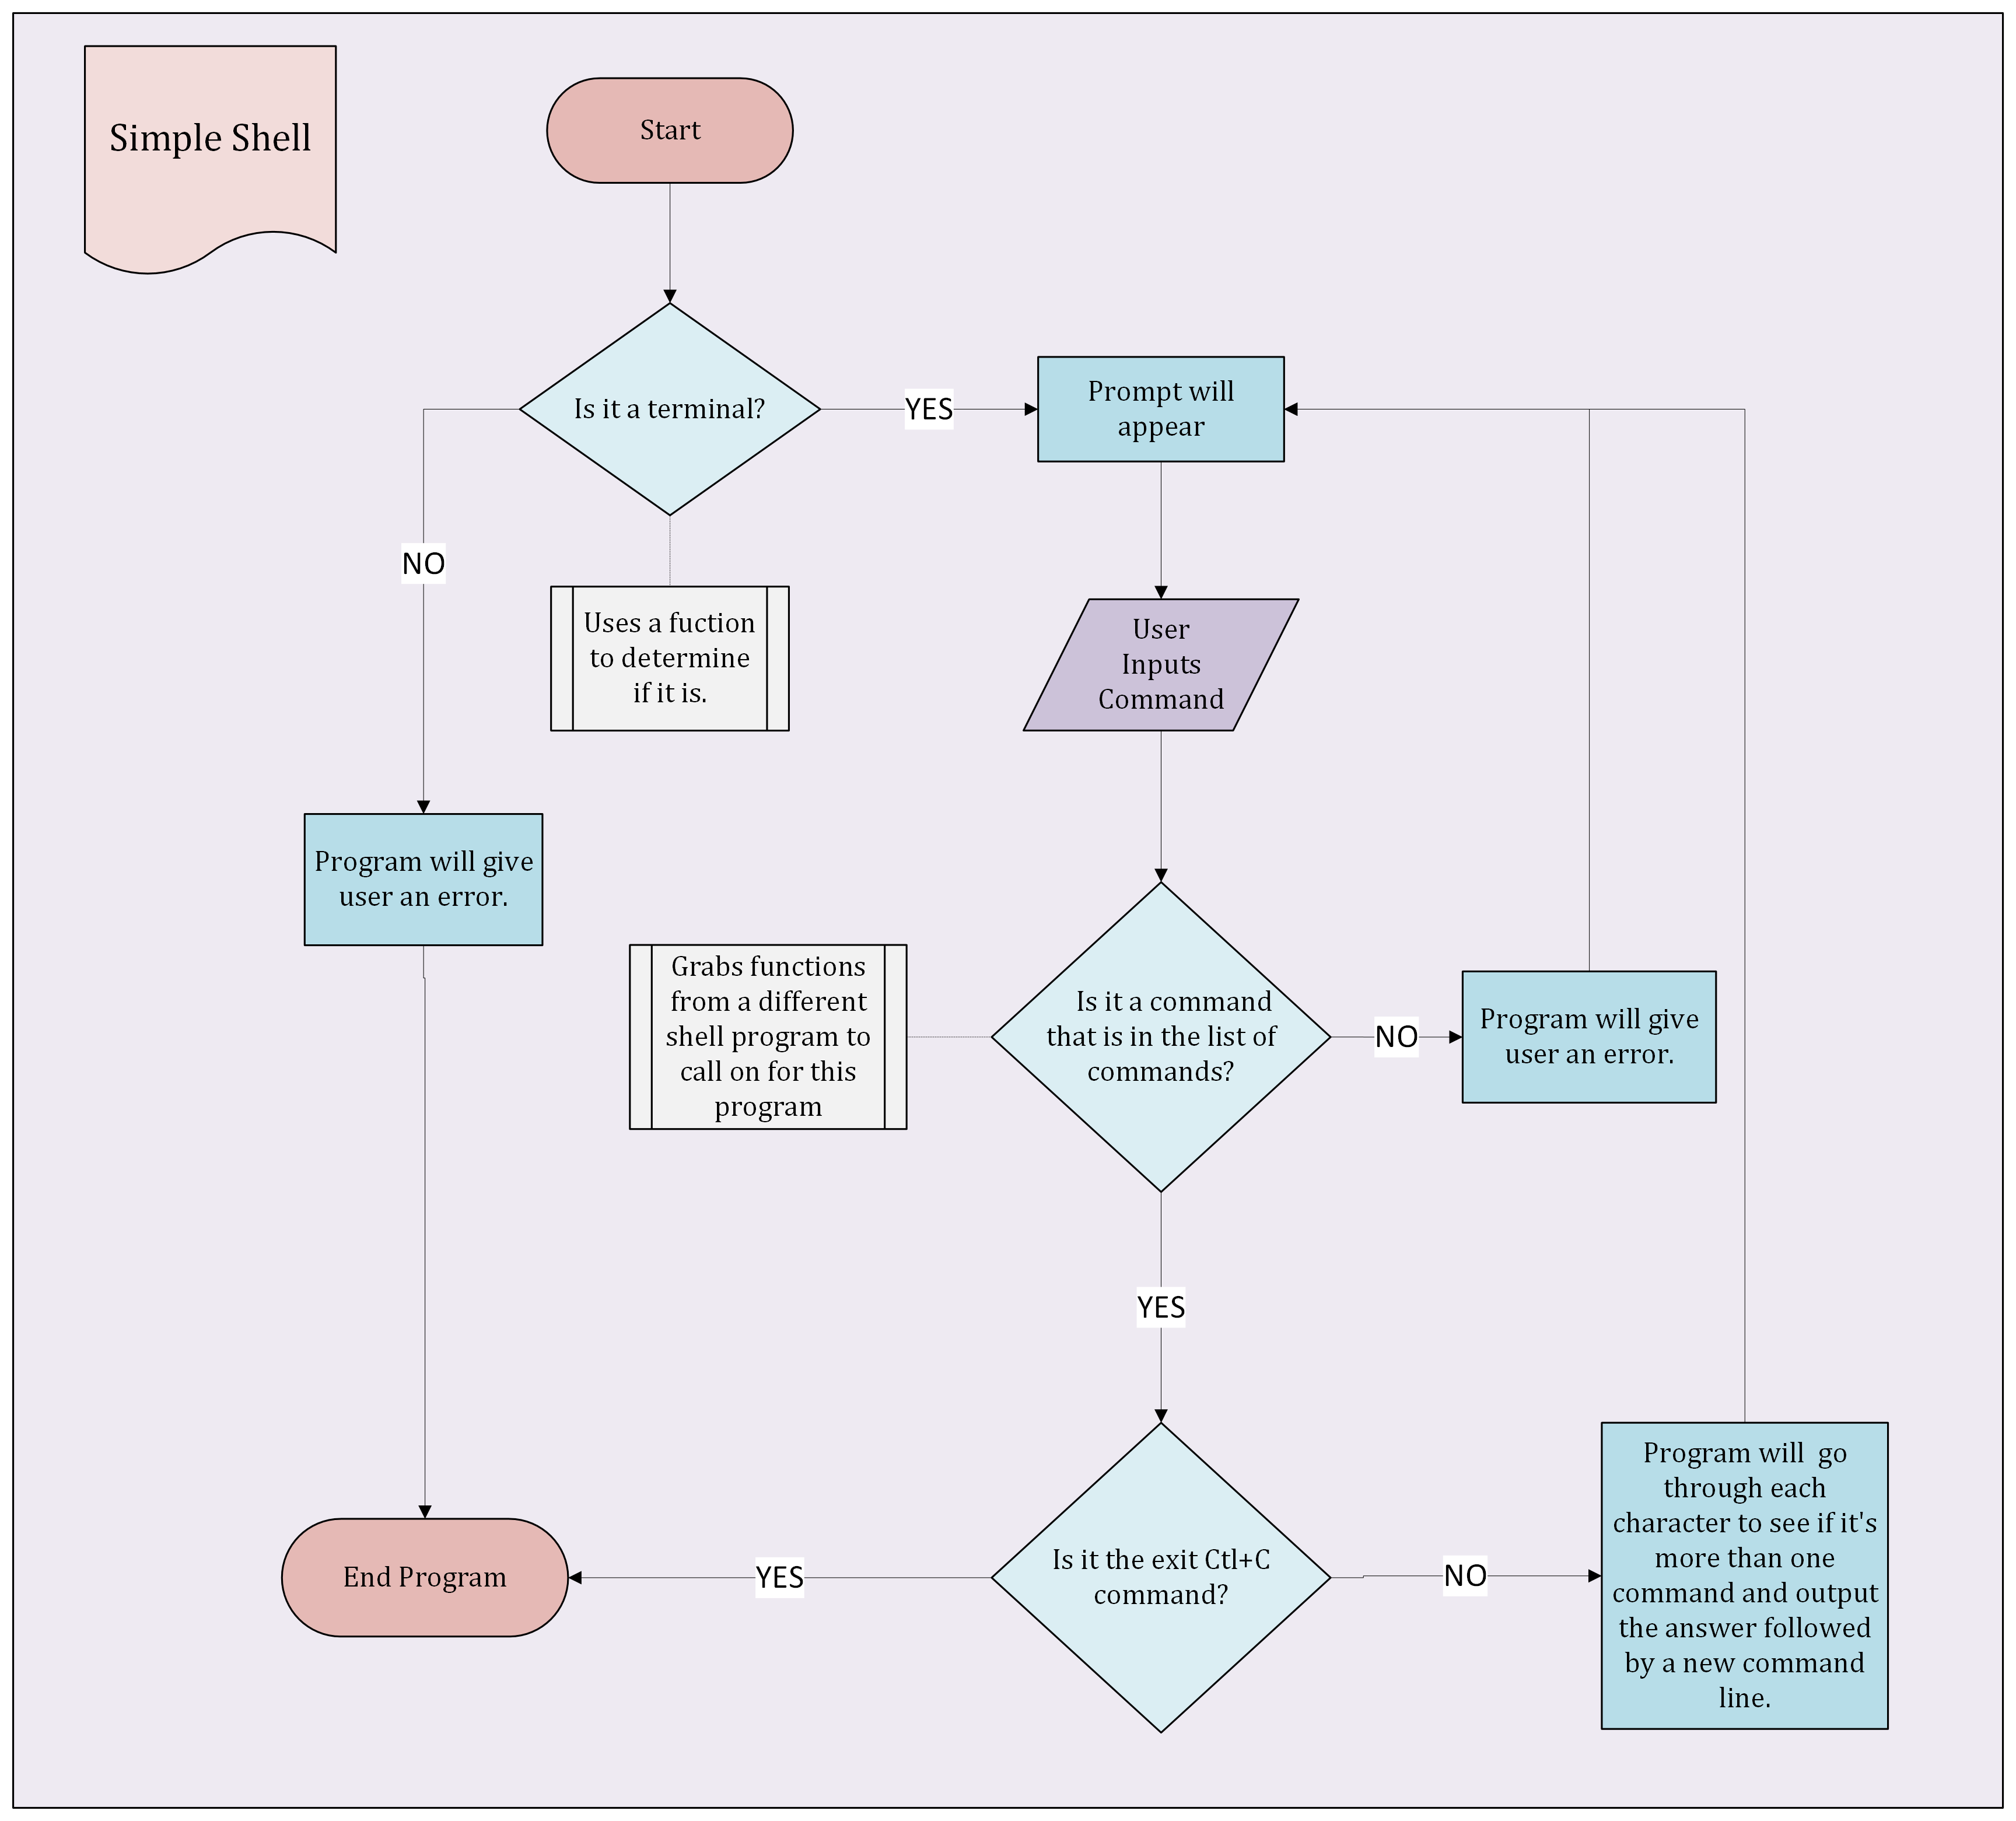 Simple Shell
Start
Is it a terminal?
YES
Prompt will
appear
NO
Uses a fuction
to determine
if it is.
User
Inputs
Command
Program will give
user an error.
Grabs functions
from a different
shell program to
call on for this
program
Is it a command
that is in the list of
commands?
NO
Program will give
user an error.
YES
Is it the exit Ctl+C
command?
YES
End Program
NO
Program will  go
through each
character to see if it's
more than one
command and output
the answer followed
by a new command
line.